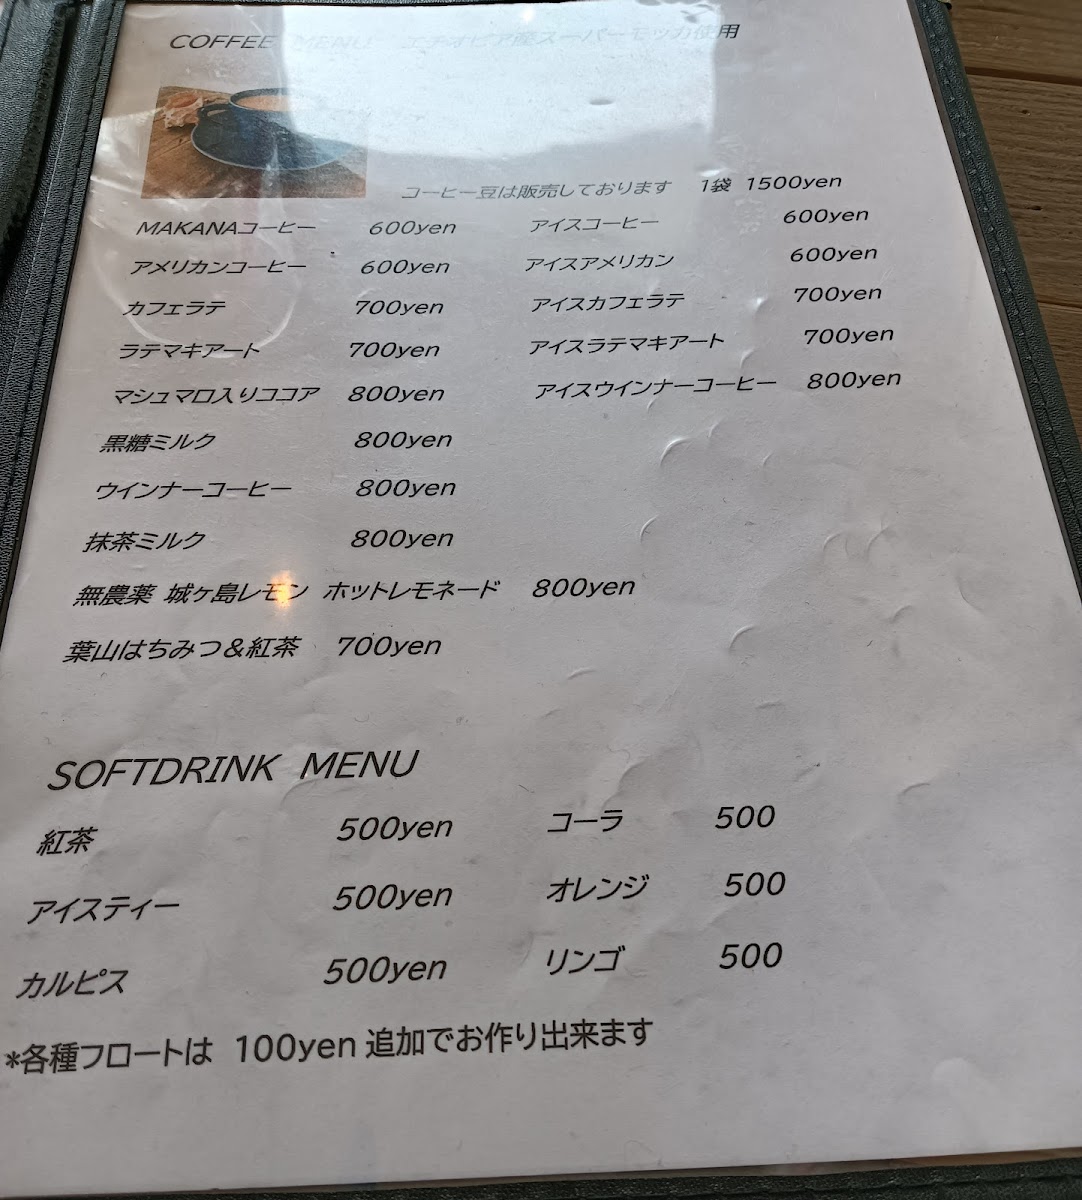 COFFEE MENU エチオピア産スーパーモッカ使用
コーヒー豆は販売しております 1袋 1500yen
MAKANAコーヒー 600yen アイスコーヒー 600yen
アメリカンコーヒー 600yen アイスアメリカン 600yen
カフェラテ 700yen アイスカフェラテ 700yen
ラテマキアート 700yen アイスラテマキアート 700yen
マシュマロ入りココア 800yen アイスウインナーコーヒー 800yen
黒糖ミルク 800yen
ウインナーコーヒー 800yen
抹茶ミルク 800yen
無農薬 城ヶ島レモン ホットレモネード 800yen
葉山はちみつ&紅茶 700yen
SOFTDRINK MENU
紅茶 500yen コーラ 500
アイスティー 500yen オレンジ 500
カルピス 500yen リンゴ 500
*各種フロートは 100yen 追加でお作り出来ます